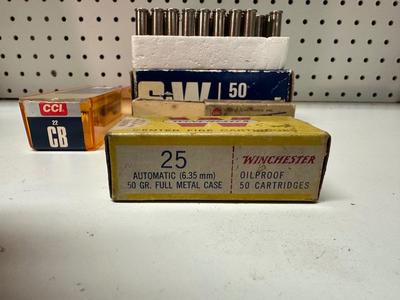 S&W | 50
CCI
22
CB
CENTER FIRE CARTRIDGES
25
AUTOMATIC (6.35 mm)
50 GR. FULL METAL CASE
WINCHESTER
OILPROOF
50 CARTRIDGES